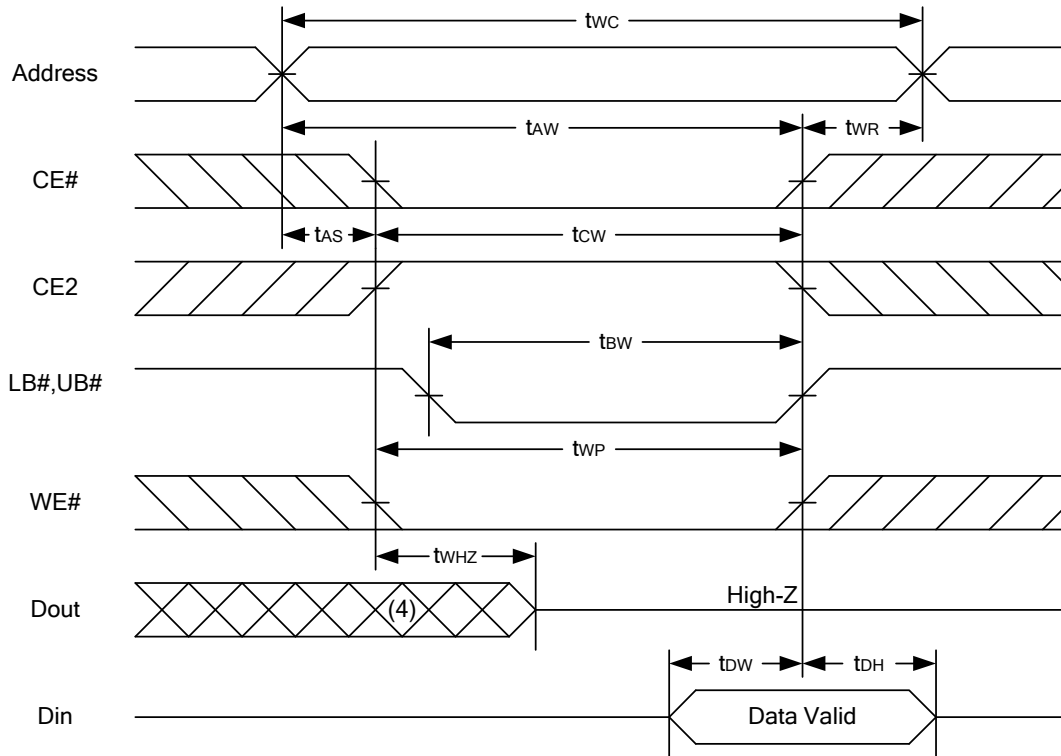 tWC
Address
tAW
tWR
CE#
tAS
tCW
CE2
tBW
LB#,UB#
tWP
WE#
tWHZ
Dout
(4)
High-Z
tDW
tDH
Din
Data Valid